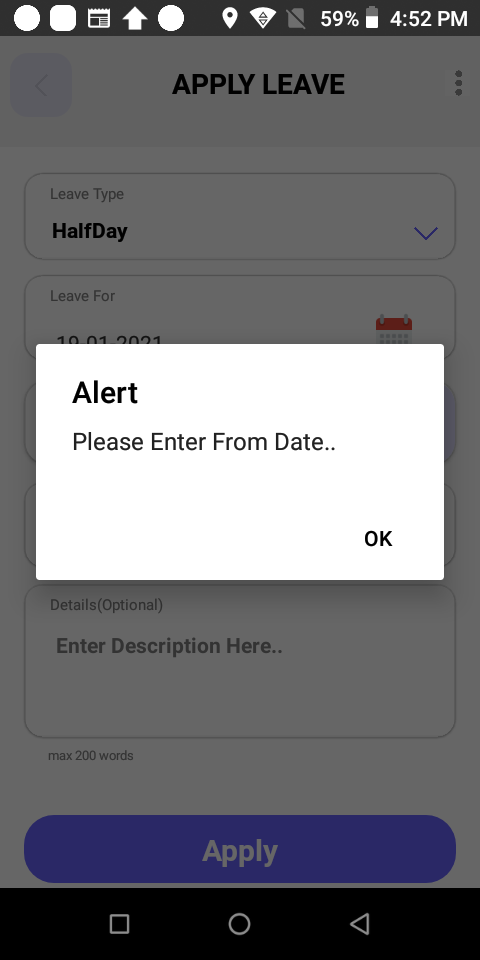 59% 4:52 PM
APPLY LEAVE
Leave Type
HalfDay
Leave For
19-01-2021
Alert
Please Enter From Date..
OK
Details(Optional)
Enter Description Here..
max 200 words
Apply